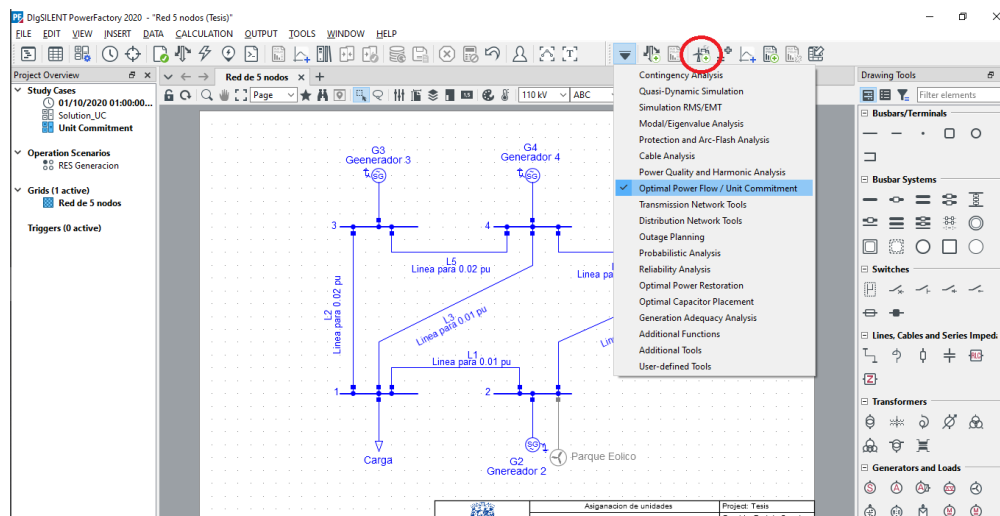 PF DIgSILENT PowerFactory 2020 - "Red 5 nodos (Tesis)"
FILE EDIT VIEW INSERT DATA CALCULATION OUTPUT TOOLS WINDOW HELP
Project Overview
Red de 5 nodos
Drawing Tools
Study Cases
01/10/2020 01:00:00...
Solution_UC
Unit Commitment
Operation Scenarios
RES Generacion
Grids (1 active)
Red de 5 nodos
Triggers (0 active)
Page
110 kV
ABC
Contingency Analysis
Quasi-Dynamic Simulation
Simulation RMS/EMT
Modal/Eigenvalue Analysis
Protection and Arc-Flash Analysis
Cable Analysis
Power Quality and Harmonic Analysis
Optimal Power Flow / Unit Commitment
Transmission Network Tools
Distribution Network Tools
Outage Planning
Probabilistic Analysis
Reliability Analysis
Optimal Power Restoration
Optimal Capacitor Placement
Generation Adequacy Analysis
Additional Functions
Additional Tools
User-defined Tools
G3
Geenerador 3
SG
G4
Generador 4
SG
3
4
L5
Linea para 0.02 pu
Linea pa
L2
Linea para 0.02 pu
L3
Linea para 0.01 pu
L1
Linea para 0.01 pu
1
2
Carga
SG
G2
Gnereador 2
Parque Eolico
Asiganacion de unidades
Project: Tesis
Filter elements
Busbars/Terminals
Busbar Systems
Switches
Lines, Cables and Series Imped
Transformers
Generators and Loads